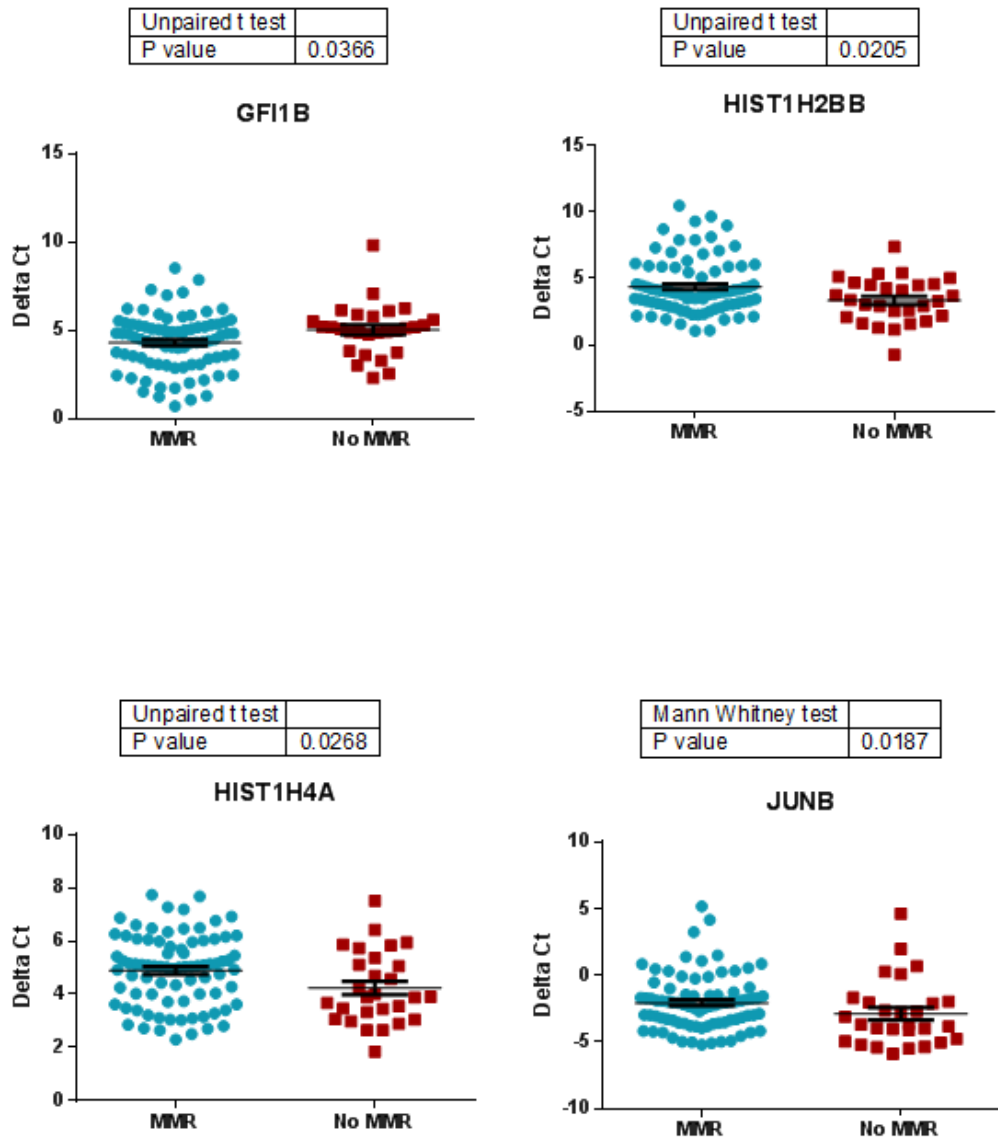 Unpaired t test
P value 0.0366
GFI1B
15
10
5
0
Delta Ct
MMR No MMR
Unpaired t test
P value 0.0205
HIST1H2BB
15
10
5
0
-5
Delta Ct
MMR No MMR
Unpaired t test
P value 0.0268
HIST1H4A
10
8
6
4
2
0
Delta Ct
MMR No MMR
Mann Whitney test
P value 0.0187
JUNB
10
5
0
-5
-10
Delta Ct
MMR No MMR